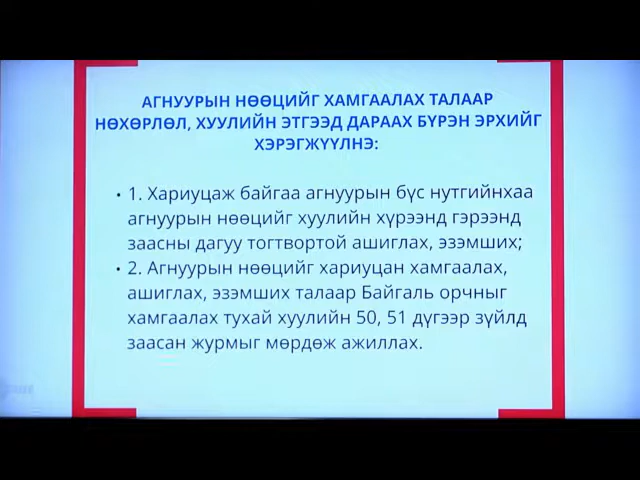 АГНУУРЫН НӨӨЦИЙГ ХАМГААЛАХ ТАЛААР
НӨХӨРЛӨЛ, ХУУЛИЙН ЭТГЭЭД ДАРААХ БҮРЭН ЭРХИЙГ
ХЭРЭГЖҮҮЛНЭ:
• 1. Хариуцаж байгаа агнуурын бүс нутгийнхаа
агнуурын нөөцийг хуулийн хүрээнд гэрээнд
заасны дагуу тогтвортой ашиглах, эзэмших;
• 2. Агнуурын нөөцийг хариуцан хамгаалах,
ашиглах, эзэмших талаар Байгаль орчныг
хамгаалах тухай хуулийн 50, 51 дүгээр зүйлд
заасан журмыг мөрдөж ажиллах.